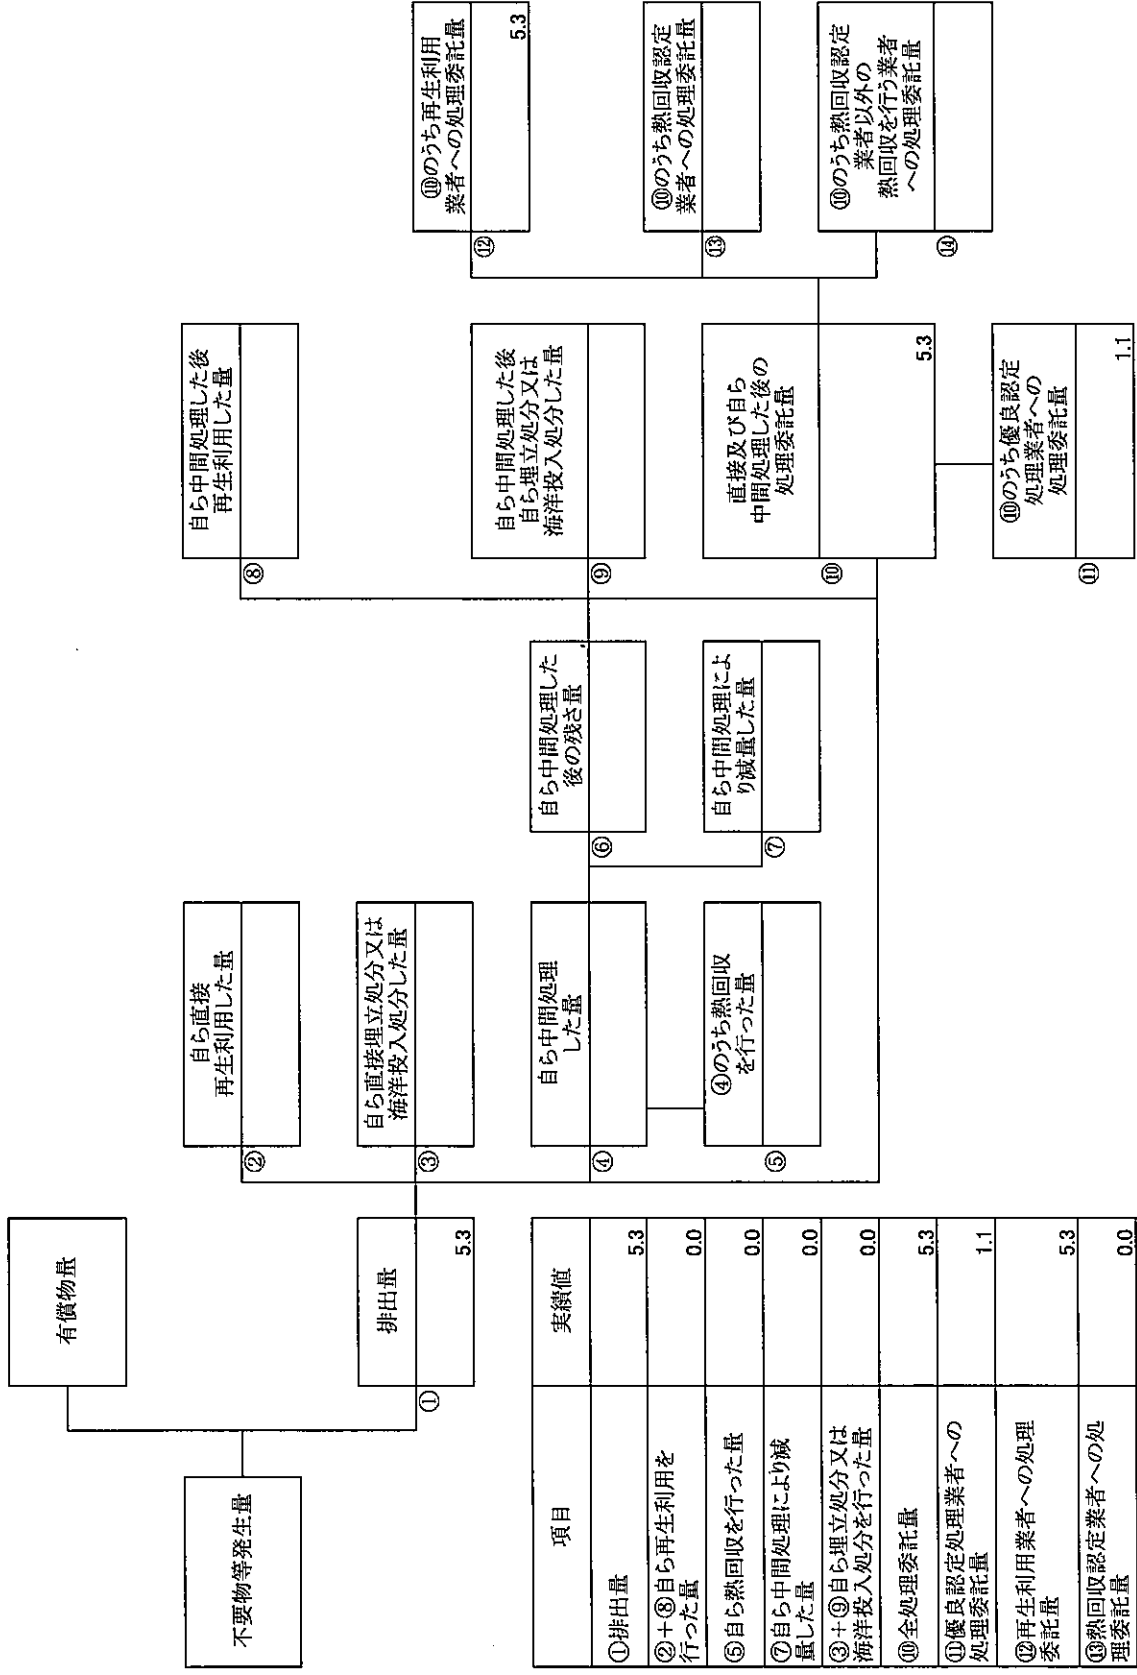 不要物等発生量
有償物量
①
排出量
5.3
②
自ら直接
再生利用した量
③
自ら直接埋立処分又は
海洋投入処分した量
④
自ら中間処理
した量
⑤
④のうち熱回収
を行った量
⑥
自ら中間処理した
後の残さ量
⑦
自ら中間処理によ
り減量した量
⑧
自ら中間処理した後
再生利用した量
⑨
自ら中間処理した後
自ら埋立処分又は
海洋投入処分した量
⑩
直接及び自ら
中間処理した後の
処理委託量
5.3
⑪
⑩のうち優良認定
処理業者への
処理委託量
1.1
⑫
⑩のうち再生利用
業者への処理委託量
5.3
⑬
⑩のうち熱回収認定
業者への処理委託量
⑭
⑩のうち熱回収認定
業者以外の
熱回収を行う業者
への処理委託量
項目 実績値
①排出量 5.3
②+⑧自ら再生利用を
行った量 0.0
⑤自ら熱回収を行った量 0.0
⑦自ら中間処理により減
量した量 0.0
③+⑨自ら埋立処分又は
海洋投入処分を行った量 0.0
⑩全処理委託量 5.3
⑪優良認定処理業者への
処理委託量 1.1
⑫再生利用業者への処理
委託量 5.3
⑬熱回収認定業者への処
理委託量 0.0